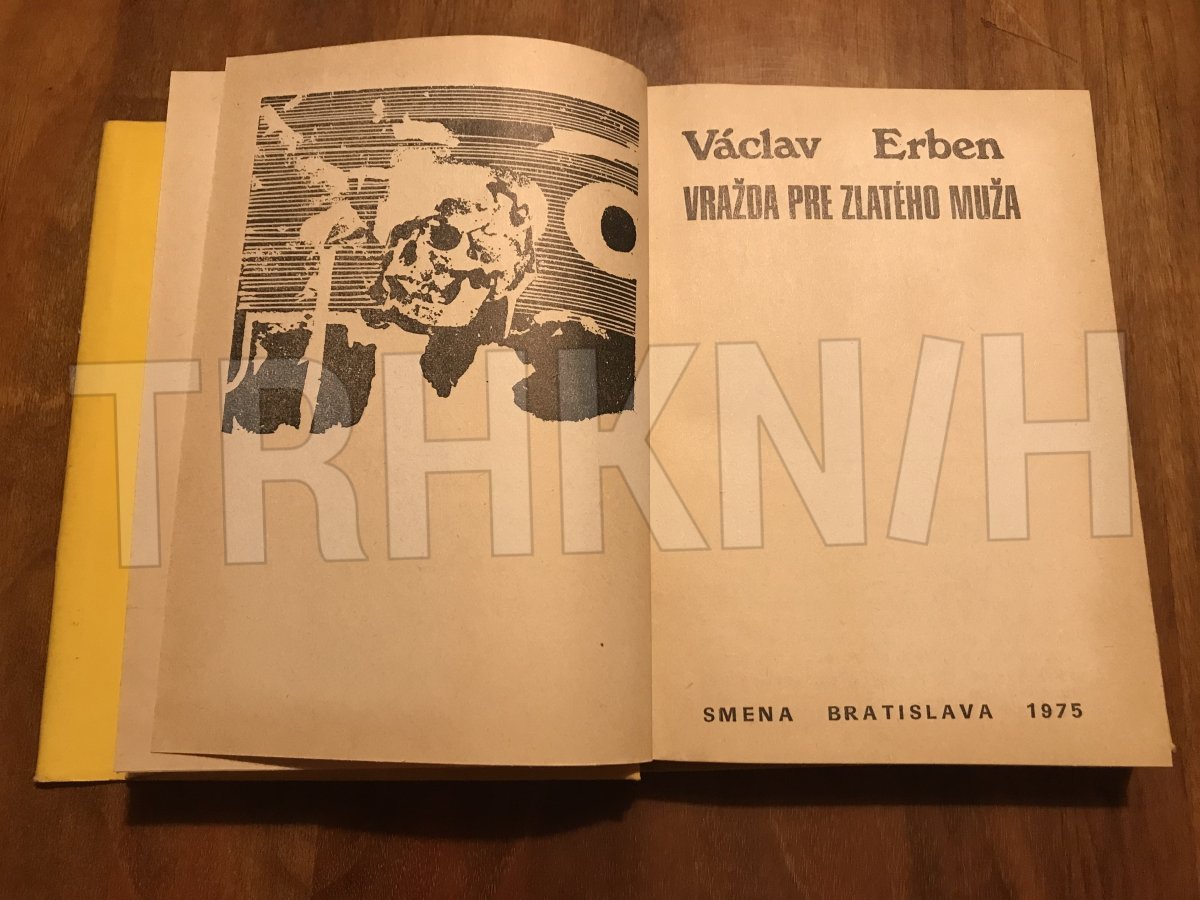 Václav Erben
VRAŽDA PRE ZLATÉHO MUŽA
TRHKN/H
SMENA BRATISLAVA 1975